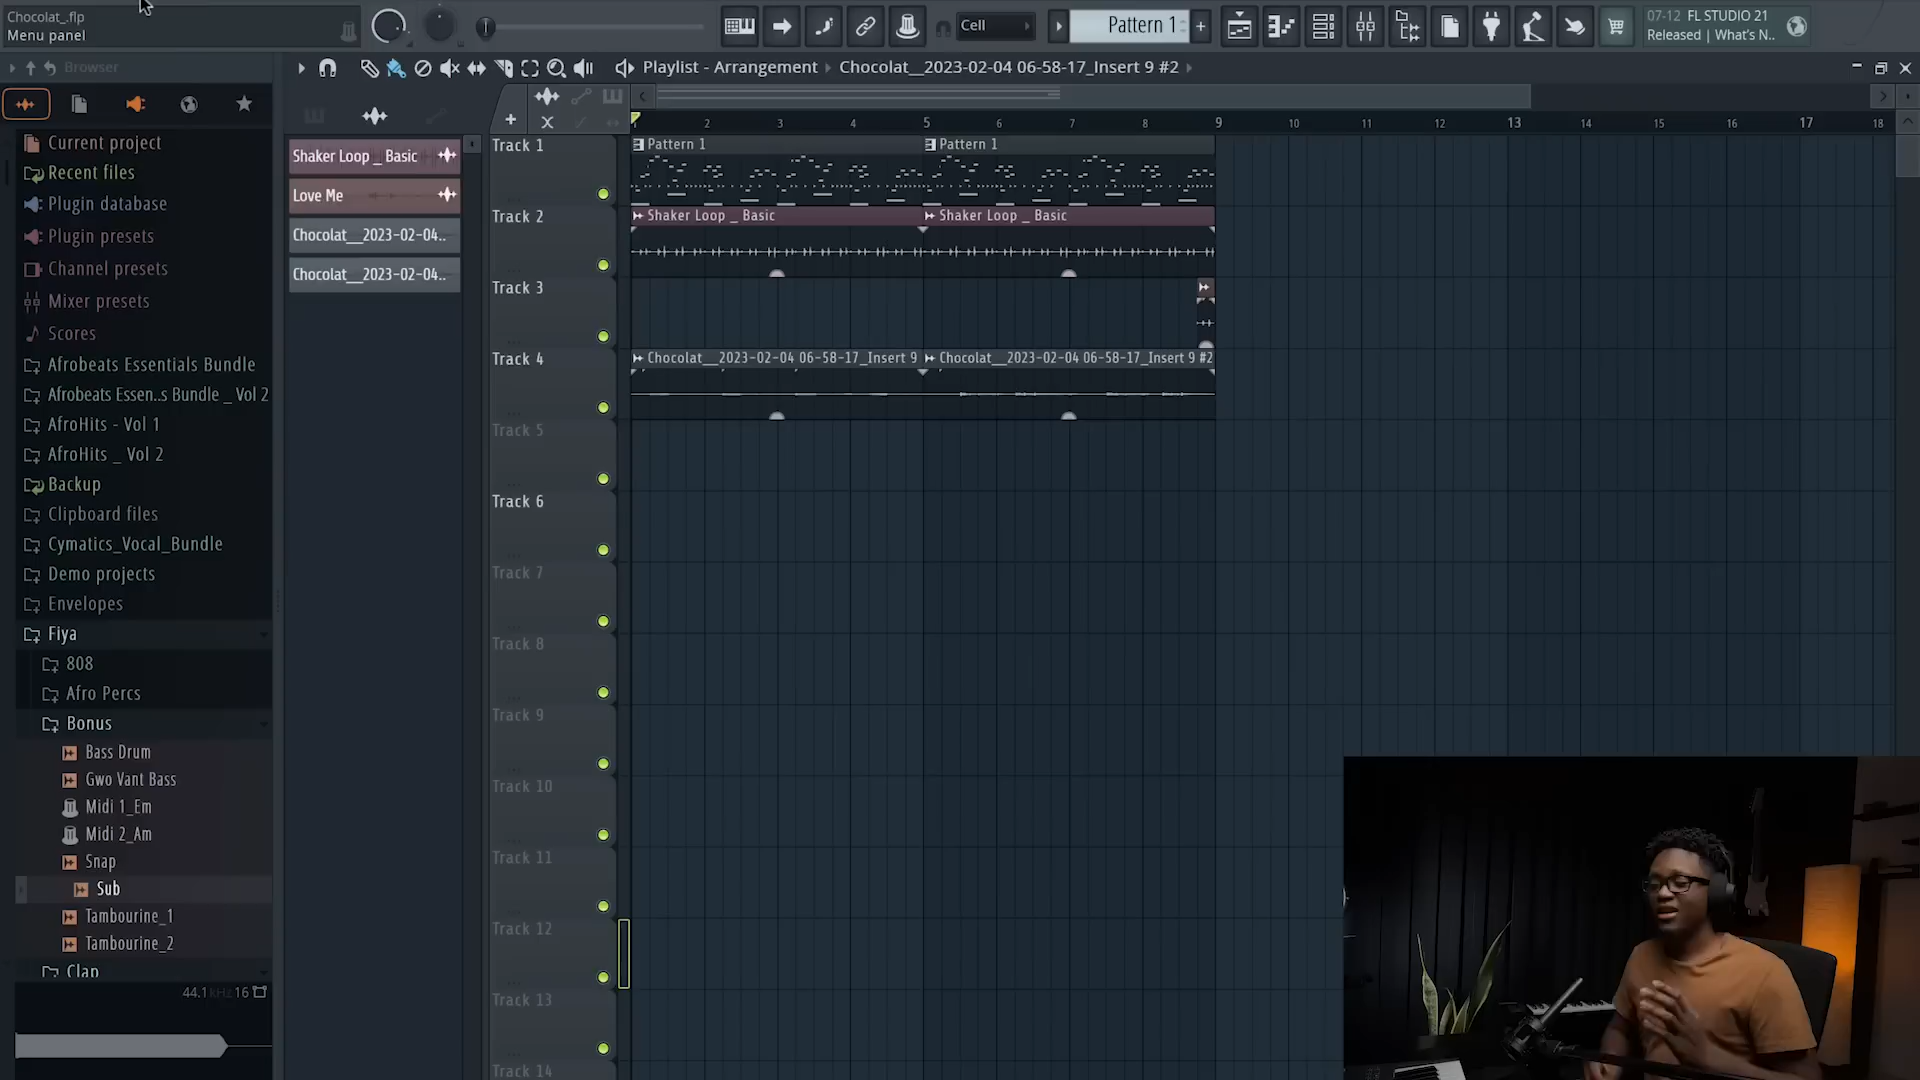 Chocolat_.flp
Menu panel
Cell
Pattern 1
07-12 FL STUDIO 21
Released | What's N..
Browser
Playlist - Arrangement
Chocolat__2023-02-04 06-58-17_Insert 9 #2
2 3 4 5 6 7 8 9 10 11 12 13 14 15 16 17 18
Current project
Recent files
Plugin database
Plugin presets
Channel presets
Mixer presets
Scores
Afrobeats Essentials Bundle
Afrobeats Essen..s Bundle _ Vol 2
AfroHits - Vol 1
AfroHits _ Vol 2
Backup
Clipboard files
Cymatics_Vocal_Bundle
Demo projects
Envelopes
Fiya
808
Afro Percs
Bonus
Bass Drum
Gwo Vant Bass
Midi 1_Em
Midi 2_Am
Snap
Sub
Tambourine_1
Tambourine_2
Clap
44.1 kHz 16
Shaker Loop _ Basic
Love Me
Chocolat__2023-02-04..
Chocolat__2023-02-04..
Track 1
Pattern 1
Pattern 1
Track 2
Shaker Loop _ Basic
Shaker Loop _ Basic
Track 3
Track 4
Chocolat__2023-02-04 06-58-17_Insert 9
Chocolat__2023-02-04 06-58-17_Insert 9 #2
Track 5
Track 6
Track 7
Track 8
Track 9
Track 10
Track 11
Track 12
Track 13
Track 14